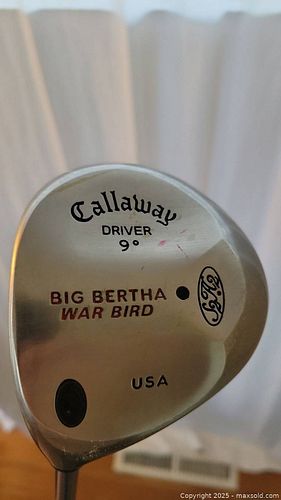 Callaway
DRIVER
9°
BIG BERTHA
WAR BIRD
USA
Copyright 2025 - maxsold.com